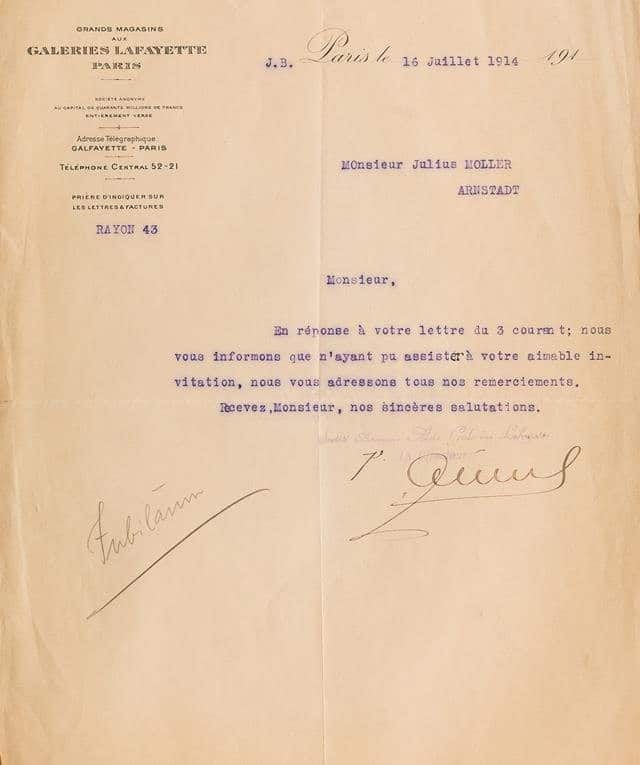 GRANDS MAGASINS
AUX
GALERIES LAFAYETTE
PARIS
SOCIÉTÉ ANONYME
AU CAPITAL DE QUARANTE MILLIONS DE FRANCS
ENTIÈREMENT VERSÉ
Adresse Télégraphique
GALFAYETTE - PARIS
TÉLÉPHONE CENTRAL 52-21
PRIÈRE D'INDIQUER SUR
LES LETTRES & FACTURES
RAYON 43
J.B. Paris le 16 Juillet 1914 191
MOnsieur Julius MOLLER
ARNSTADT
Monsieur,
En réponse à votre lettre du 3 courant; nous
vous informons que n'ayant pu assister à votre aimable in-
vitation, nous vous adressons tous nos remerciements.
Recevez,Monsieur, nos sincères salutations.
Jubiläum